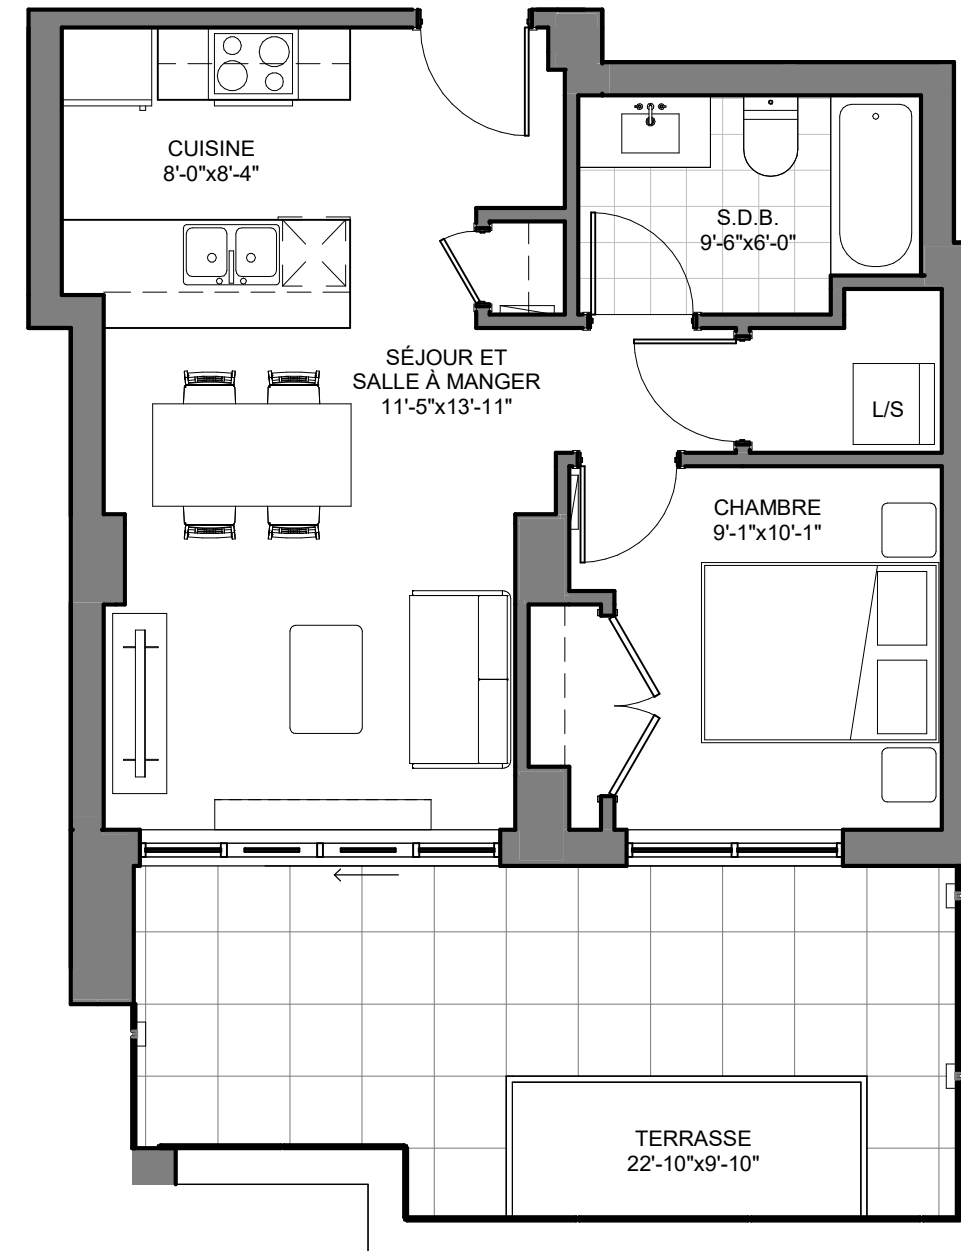 CUISINE
8'-0"x8'-4"
S.D.B.
9'-6"x6'-0"
SÉJOUR ET
SALLE À MANGER
11'-5"x13'-11"
L/S
CHAMBRE
9'-1"x10'-1"
TERRASSE
22'-10"x9'-10"